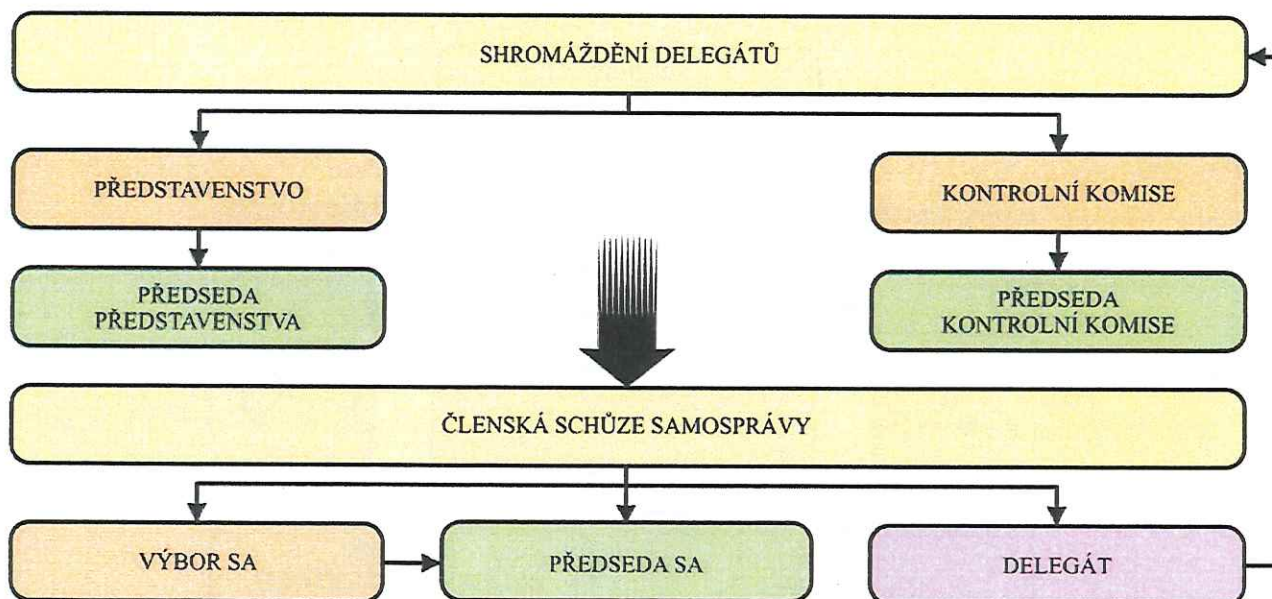 SHROMÁŽDĚNÍ DELEGÁTŮ
PŘEDSTAVENSTVO
KONTROLNÍ KOMISE
PŘEDSEDA
PŘEDSTAVENSTVA
PŘEDSEDA
KONTROLNÍ KOMISE
ČLENSKÁ SCHŮZE SAMOSPRÁVY
VÝBOR SA
PŘEDSEDA SA
DELEGÁT